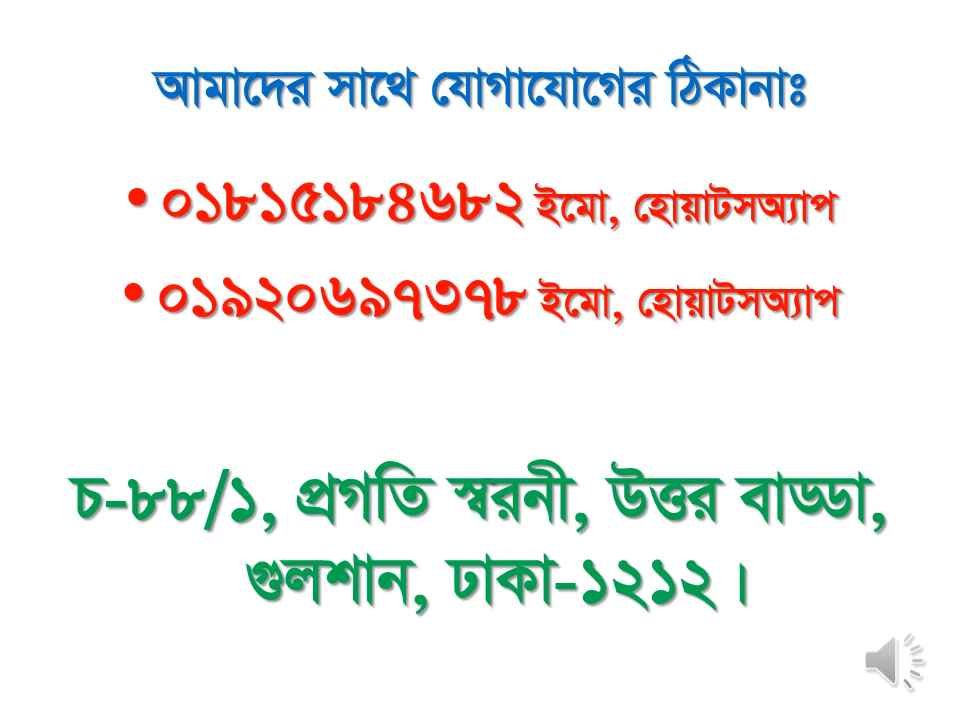 আমাদের সাথে যোগাযোগের ঠিকানাঃ
• ০১৮১৫১৮৪৬৮২ ইমো, হোয়াটসঅ্যাপ
• ০১৯২০৬৯৭৩৭৮ ইমো, হোয়াটসঅ্যাপ
চ-৮৮/১, প্রগতি স্বরনী, উত্তর বাড্ডা,
গুলশান, ঢাকা-১২১২।